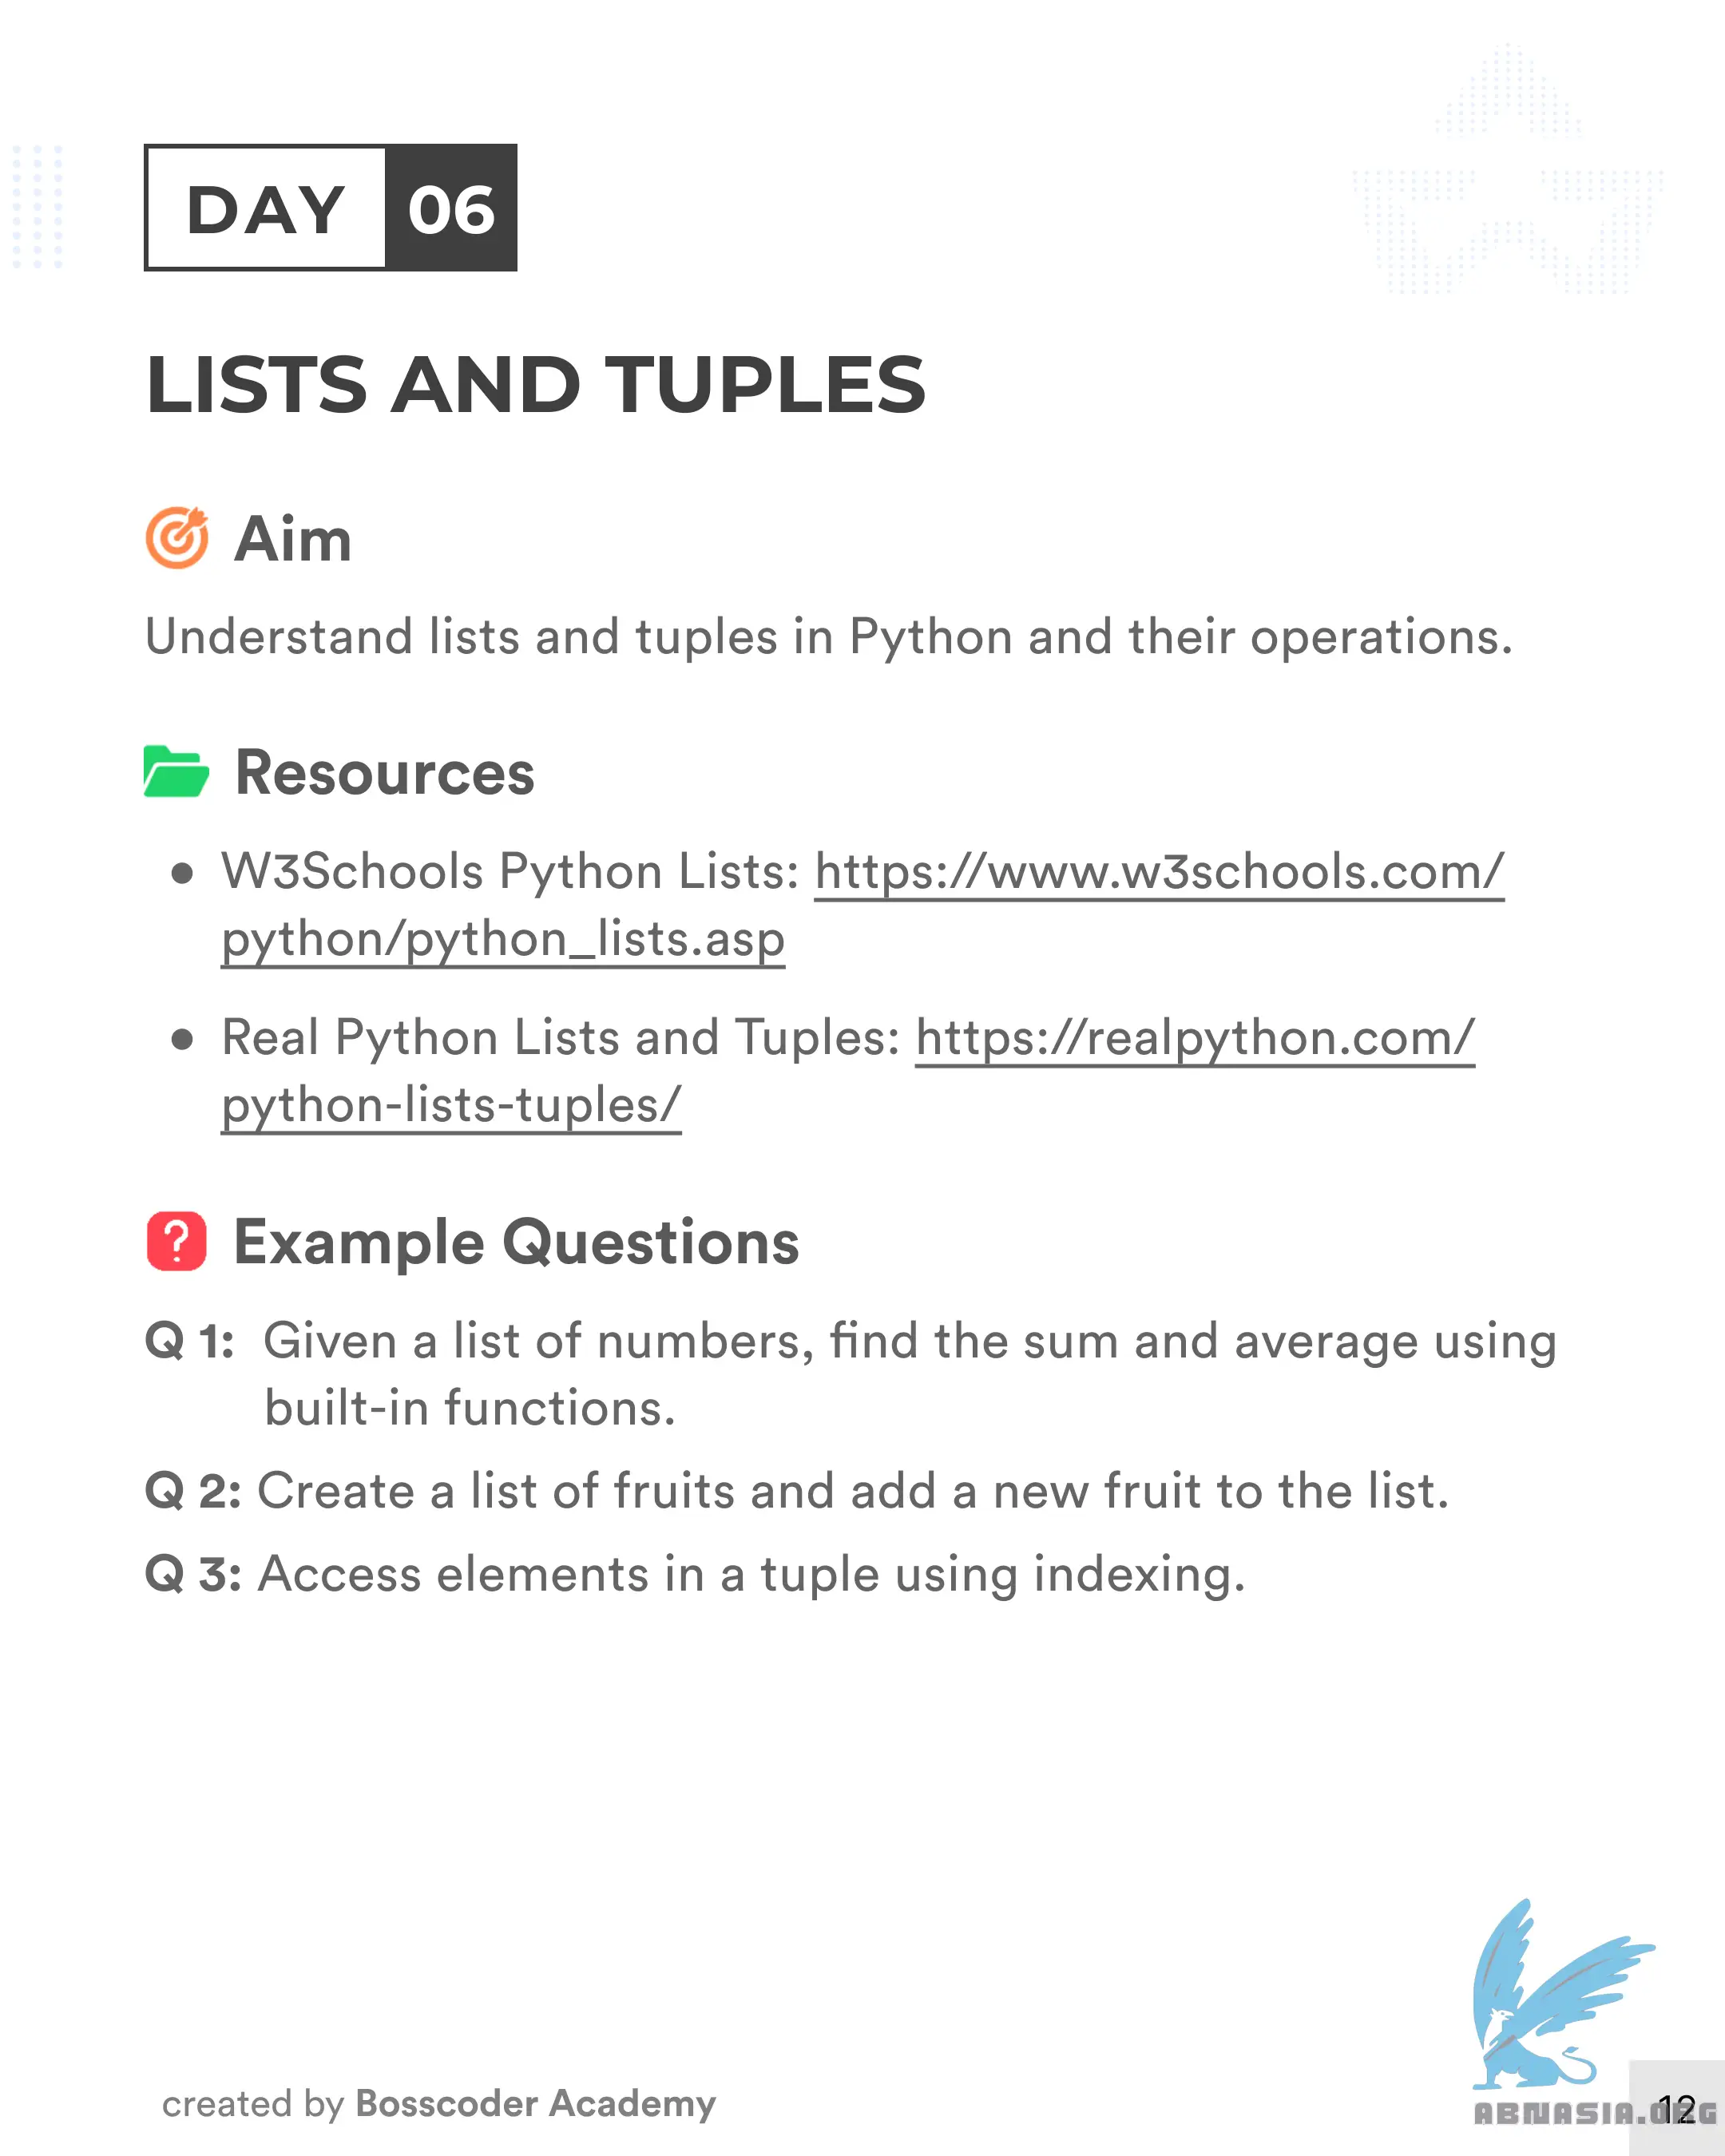 DAY 06
LISTS AND TUPLES
Aim
Understand lists and tuples in Python and their operations.
Resources
● W3Schools Python Lists: https://www.w3schools.com/
python/python_lists.asp
● Real Python Lists and Tuples: https://realpython.com/
python-lists-tuples/
? Example Questions
Q 1: Given a list of numbers, find the sum and average using
built-in functions.
Q 2: Create a list of fruits and add a new fruit to the list.
Q 3: Access elements in a tuple using indexing.
created by Bosscoder Academy
ABNASIA.ORG
12